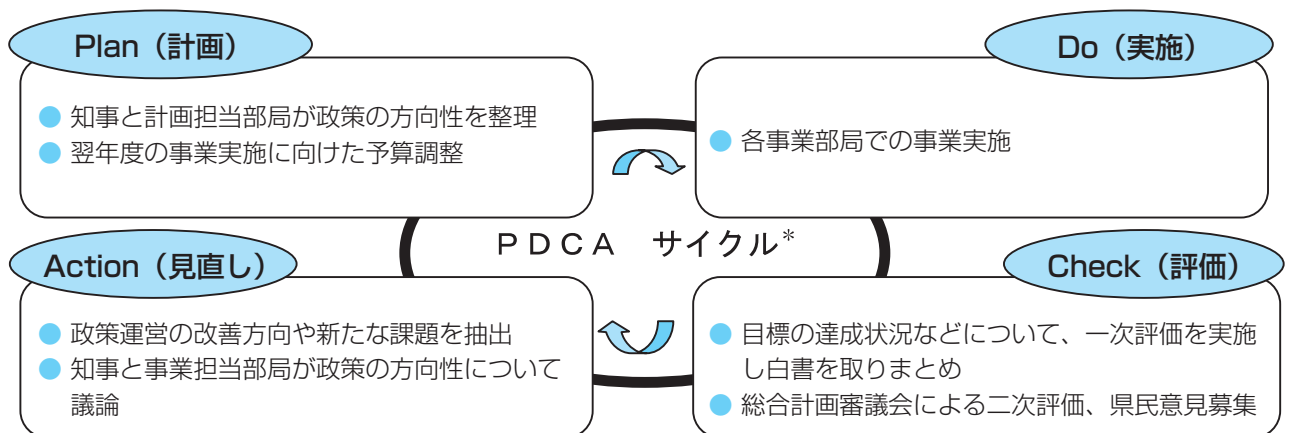 Plan（計画）
● 知事と計画担当部局が政策の方向性を整理
● 翌年度の事業実施に向けた予算調整
Do（実施）
● 各事業部局での事業実施
ＰＤＣＡ　サイクル*
Action（見直し）
● 政策運営の改善方向や新たな課題を抽出
● 知事と事業担当部局が政策の方向性について
議論
Check（評価）
● 目標の達成状況などについて、一次評価を実施
し白書を取りまとめ
● 総合計画審議会による二次評価、県民意見募集